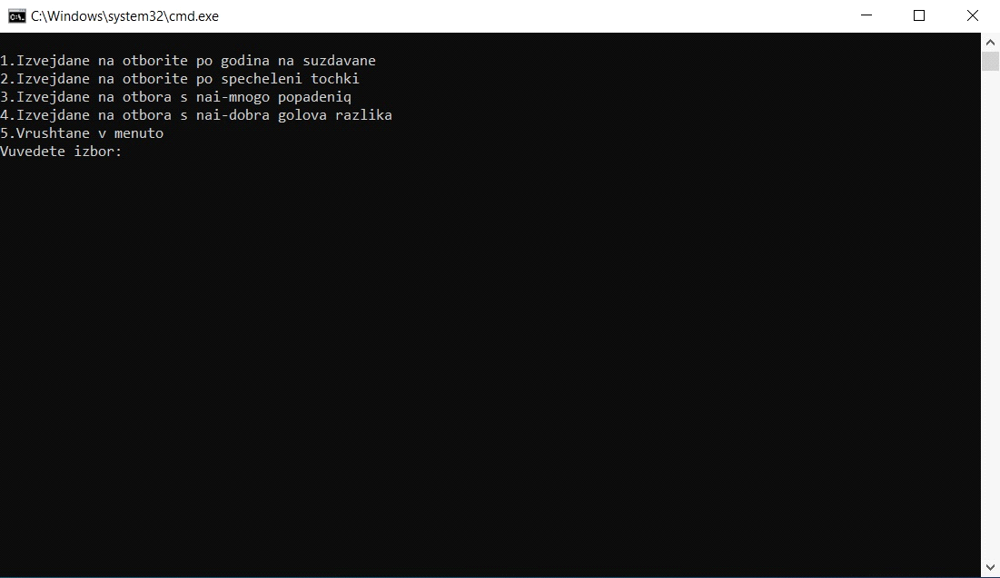 C:\Windows\system32\cmd.exe
1.Izvejdane na otborite po godina na suzdavane
2.Izvejdane na otborite po specheleni tochki
3.Izvejdane na otbora s nai-mnogo popadeniq
4.Izvejdane na otbora s nai-dobra golova razlika
5.Vrushtane v menuto
Vuvedete izbor: